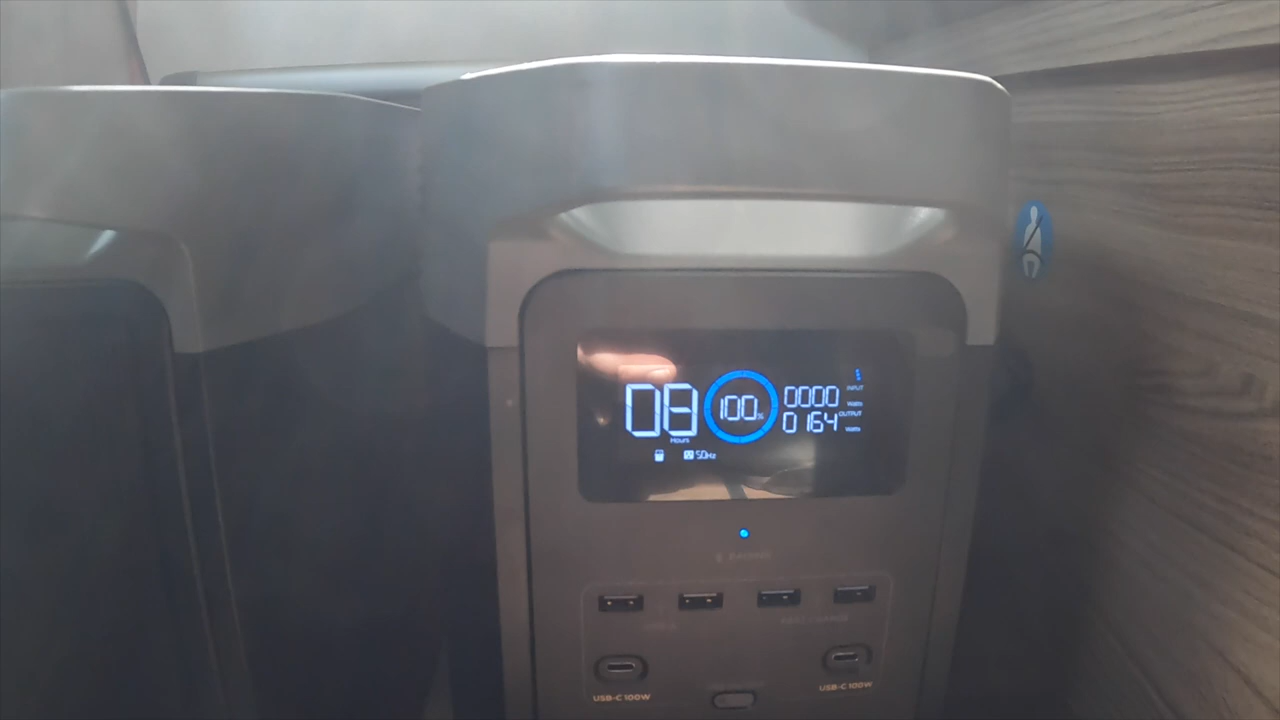 08
Hours
100%
0000
INPUT
Watts
0164
OUTPUT
Watts
50Hz
USB-C 100W
USB-C 100W